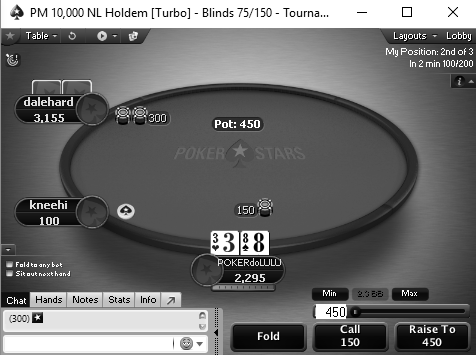 PM 10,000 NL Holdem [Turbo] - Blinds 75/150 - Tourna...
Table
Layouts
Lobby
My Position: 2nd of 3
In 2 min 100/200
i
dalehard
3,155
300
Pot: 450
POKER STARS
kneehi
100
150
3 3 8 8
POKERdoLULU
2,295
Fold to any bet
Sit out next hand
Chat Hands Notes Stats Info
Min 2.3 BB Max
(300)
450
Fold
Call
150
Raise To
450